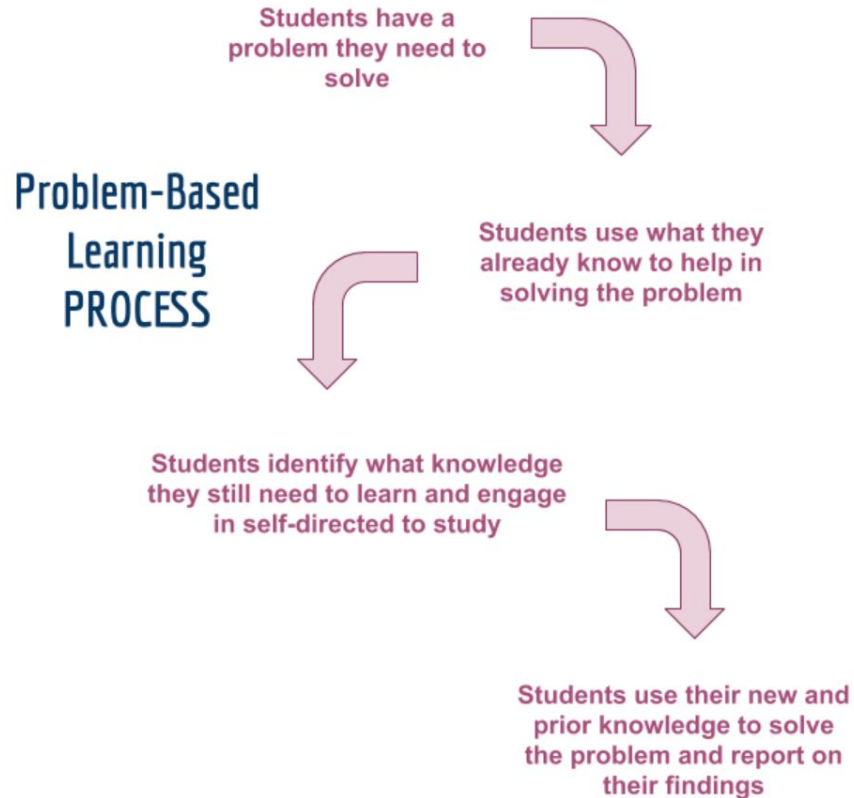 Students have a
problem they need to
solve
Problem-Based
Learning
PROCESS
Students use what they
already know to help in
solving the problem
Students identify what knowledge
they still need to learn and engage
in self-directed to study
Students use their new and
prior knowledge to solve
the problem and report on
their findings